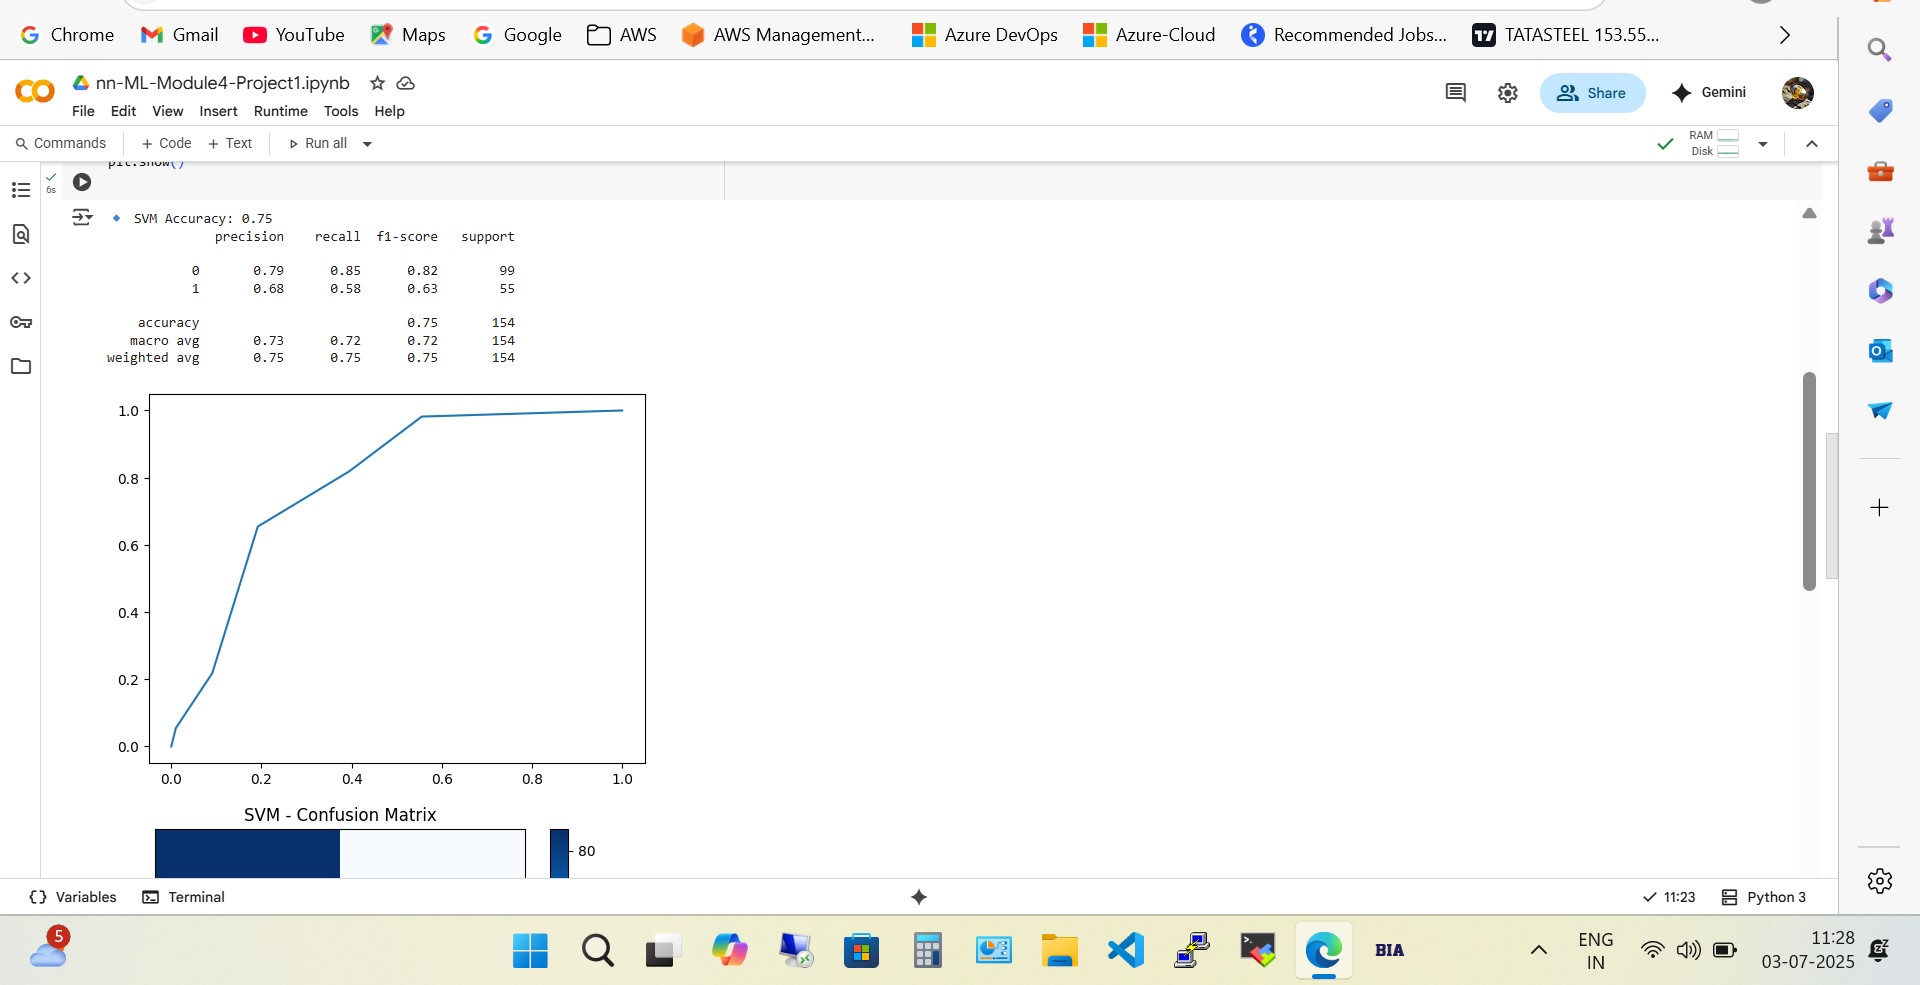 Chrome Gmail YouTube Maps Google AWS AWS Management... Azure DevOps Azure-Cloud Recommended Jobs... TATASTEEL 153.55...
nn-ML-Module4-Project1.ipynb
File Edit View Insert Runtime Tools Help
Share
Gemini
Commands + Code + Text Run all
RAM
Disk
plt.show()
6s
SVM Accuracy: 0.75
precision recall f1-score support
0 0.79 0.85 0.82 99
1 0.68 0.58 0.63 55
accuracy 0.75 154
macro avg 0.73 0.72 0.72 154
weighted avg 0.75 0.75 0.75 154
1.0
0.8
0.6
0.4
0.2
0.0
0.0 0.2 0.4 0.6 0.8 1.0
SVM - Confusion Matrix
80
Variables Terminal
11:23 Python 3
5
BIA
ENG
IN
11:28
03-07-2025